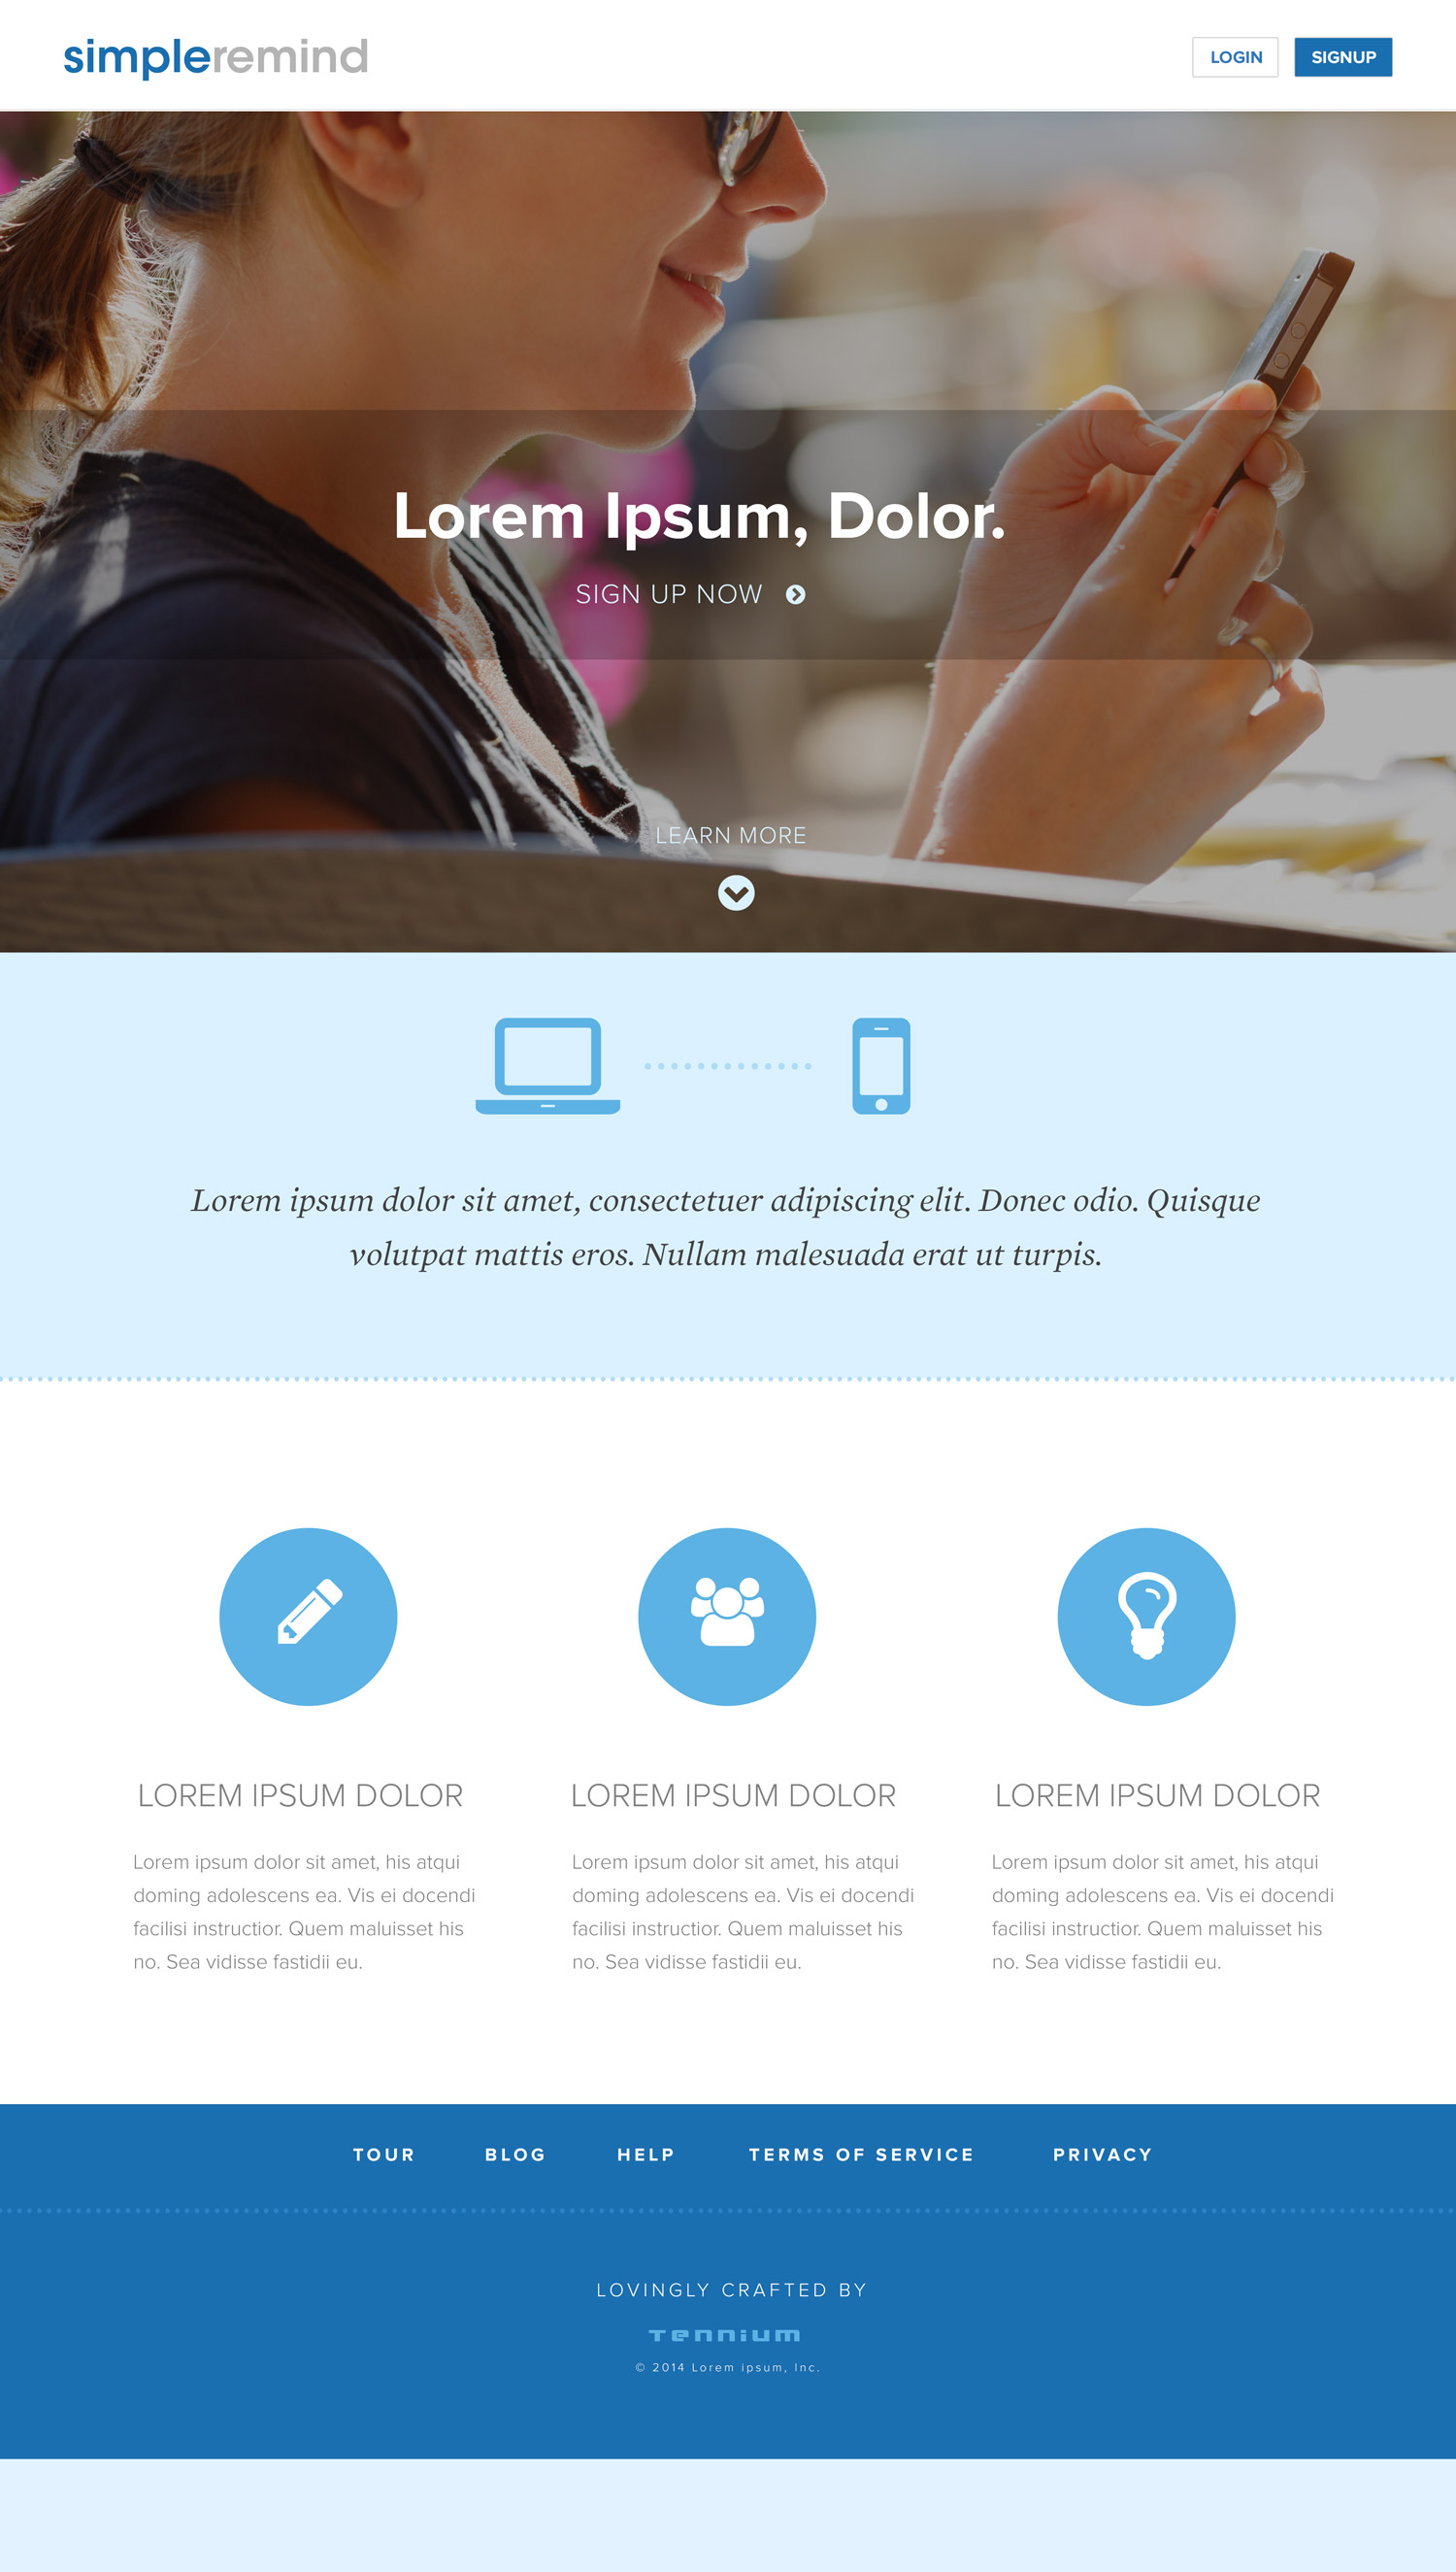 simpleremind
LOGIN
SIGNUP
Lorem Ipsum, Dolor.
SIGN UP NOW
LEARN MORE
Lorem ipsum dolor sit amet, consectetuer adipiscing elit. Donec odio. Quisque
volutpat mattis eros. Nullam malesuada erat ut turpis.
LOREM IPSUM DOLOR
Lorem ipsum dolor sit amet, his atqui
doming adolescens ea. Vis ei docendi
facilisi instructior. Quem maluisset his
no. Sea vidisse fastidii eu.
LOREM IPSUM DOLOR
Lorem ipsum dolor sit amet, his atqui
doming adolescens ea. Vis ei docendi
facilisi instructior. Quem maluisset his
no. Sea vidisse fastidii eu.
LOREM IPSUM DOLOR
Lorem ipsum dolor sit amet, his atqui
doming adolescens ea. Vis ei docendi
facilisi instructior. Quem maluisset his
no. Sea vidisse fastidii eu.
TOUR BLOG HELP TERMS OF SERVICE PRIVACY
LOVINGLY CRAFTED BY
Tennium
© 2014 Lorem ipsum, Inc.